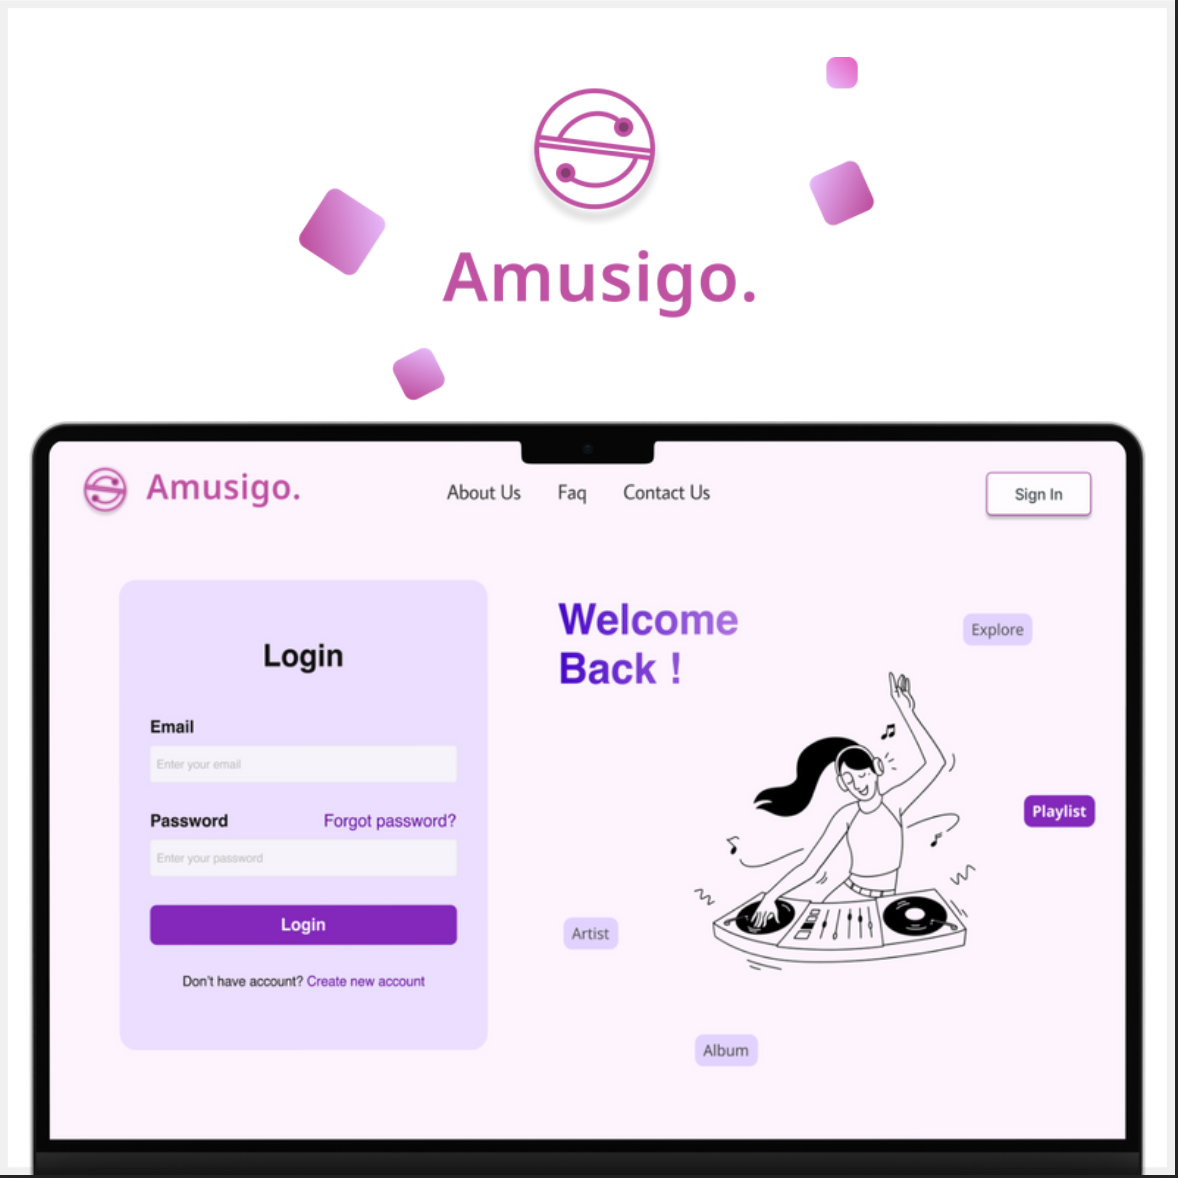 Amusigo.
Amusigo.
About Us
Faq
Contact Us
Sign In
Login
Email
Enter your email
Password
Forgot password?
Enter your password
Login
Don't have account? Create new account
Welcome
Back !
Explore
Playlist
Artist
Album